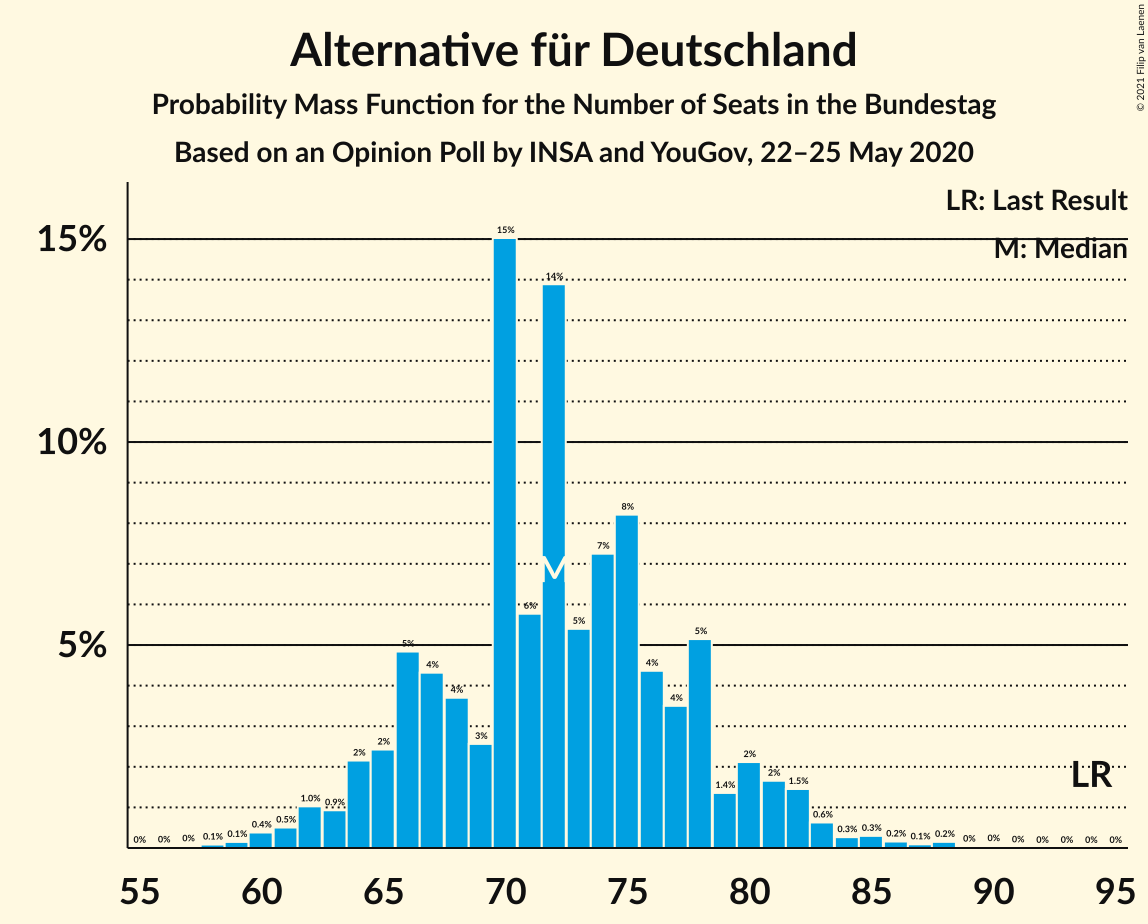 Alternative für Deutschland
Probability Mass Function for the Number of Seats in the Bundestag
Based on an Opinion Poll by INSA and YouGov, 22–25 May 2020
© 2021 Filip van Laenen
LR: Last Result
M: Median
15%
10%
5%
0% 0% 0% 0.1% 0.1% 0.4% 0.5% 1.0% 0.9% 2% 2% 5% 4% 4% 3% 15% 6% 14% 5% 7% 8% 4% 4% 5% 1.4% 2% 2% 1.5% 0.6% 0.3% 0.3% 0.2% 0.1% 0.2% 0% 0% 0% 0% 0% 0% 0%
M
LR
55 60 65 70 75 80 85 90 95